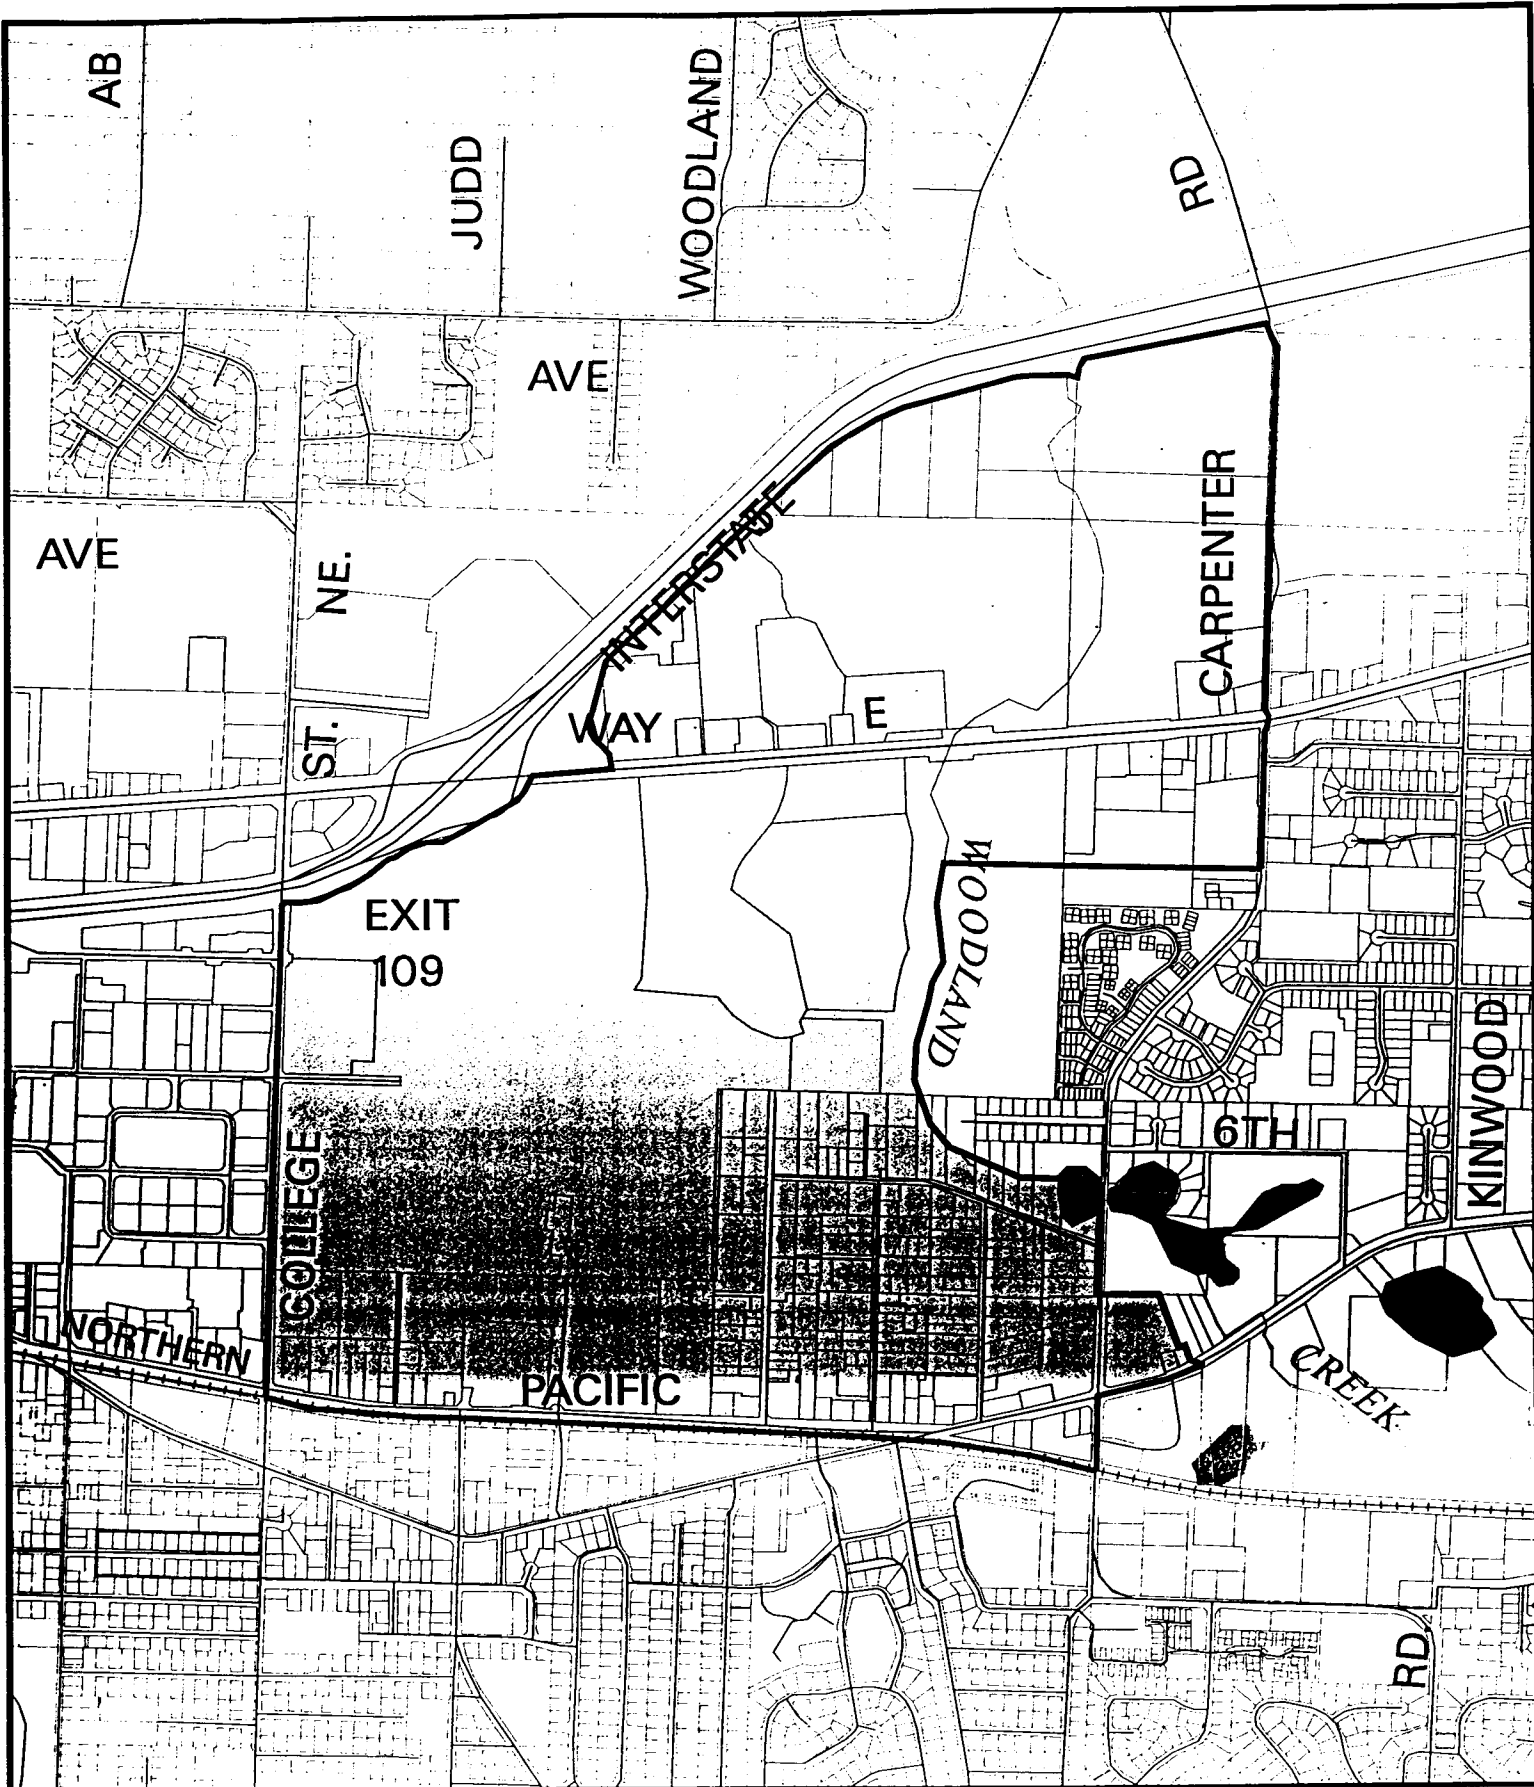 AB
JUDD
WOODLAND
RD
AVE
AVE
NE.
INTERSTATE
CARPENTER
ST.
WAY
E
EXIT
109
WOODLAND
KINWOOD
6TH
COLLEGE
NORTHERN
PACIFIC
CREEK
RD.